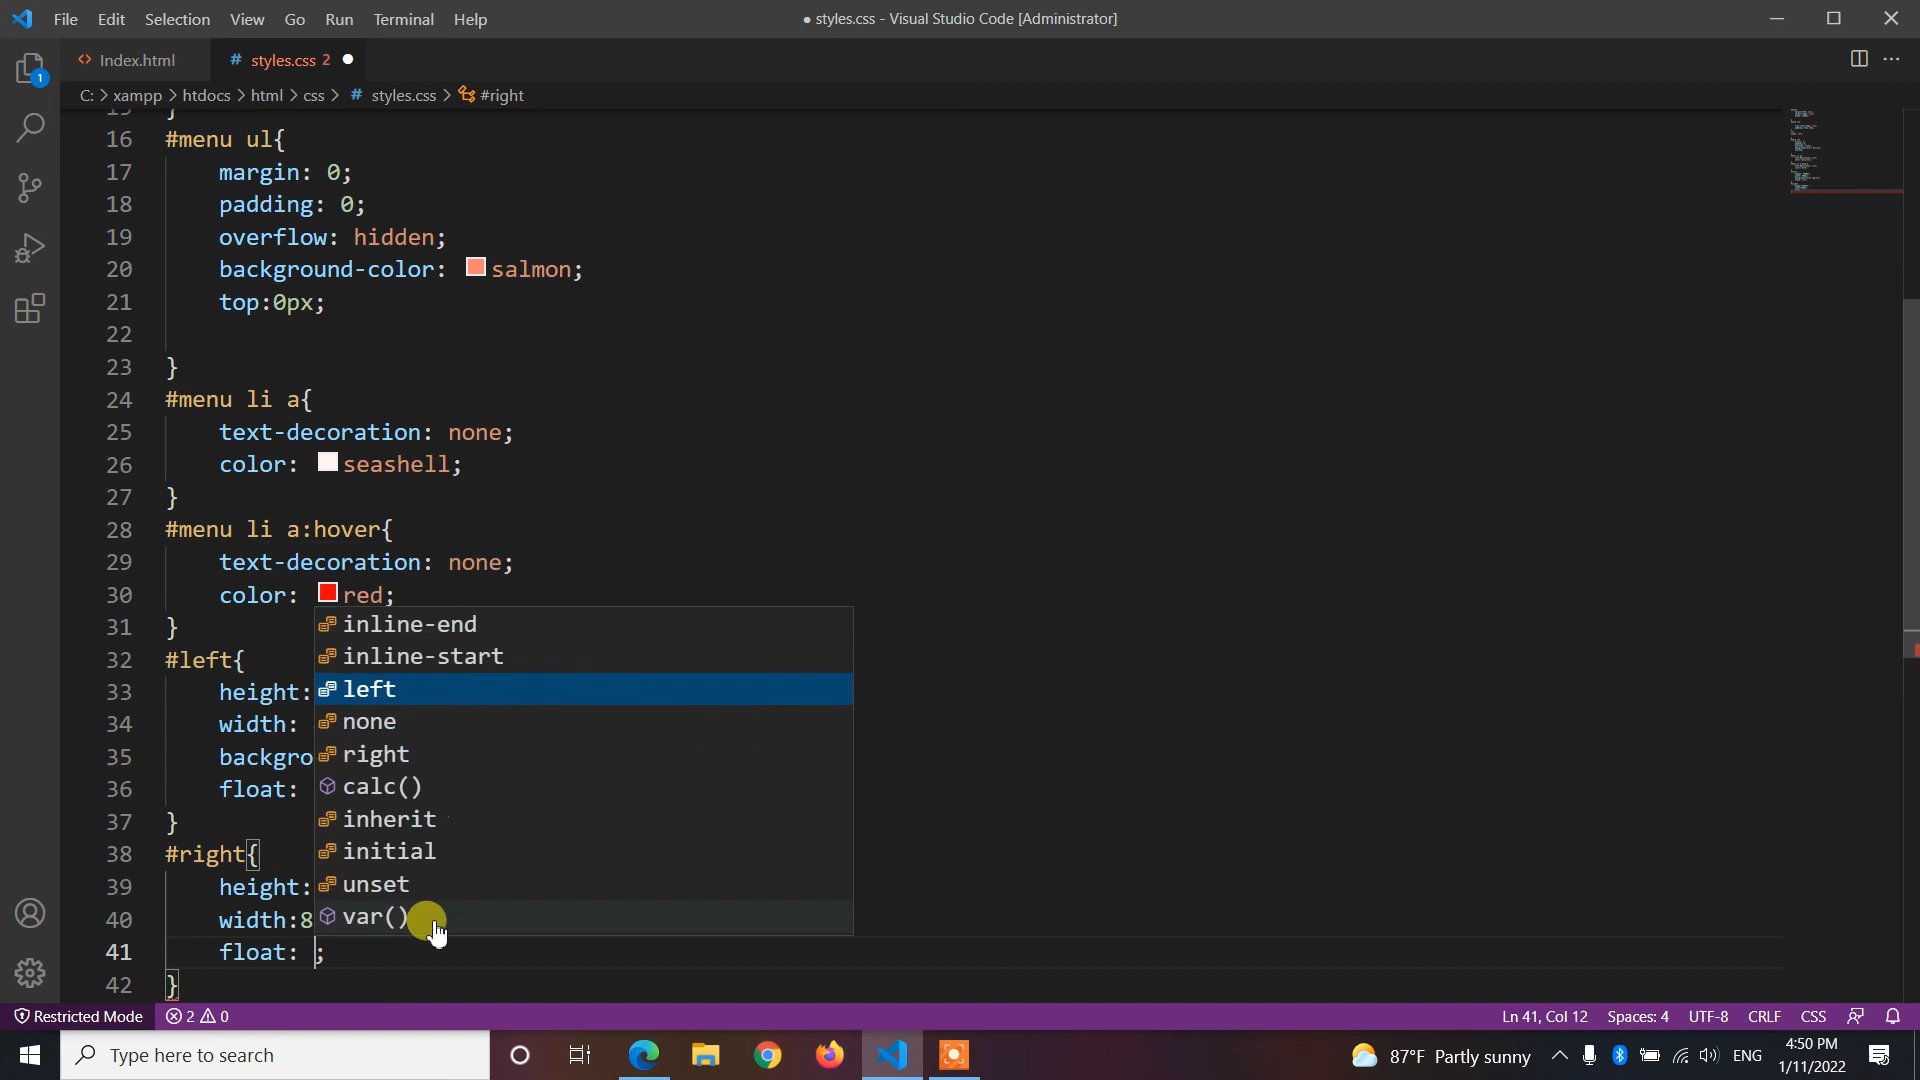 File Edit Selection View Go Run Terminal Help ● styles.css - Visual Studio Code [Administrator]
Index.html # styles.css 2 ●
C: > xampp > htdocs > html > css > # styles.css > #right
1
16 #menu ul{
17 margin: 0;
18 padding: 0;
19 overflow: hidden;
20 background-color: salmon;
21 top:0px;
22
23 }
24 #menu li a{
25 text-decoration: none;
26 color: seashell;
27 }
28 #menu li a:hover{
29 text-decoration: none;
30 color: red;
inline-end
31 }
inline-start
32 #left{
33 height: left
34 width: none
35 backgro right
36 float: calc()
37 }
inherit
38 #right{
initial
39 height: unset
40 width:8 var()
41 float: ;
42 }
Restricted Mode 2 0 Ln 41, Col 12 Spaces: 4 UTF-8 CRLF CSS
Type here to search 87°F Partly sunny ENG 4:50 PM
1/11/2022